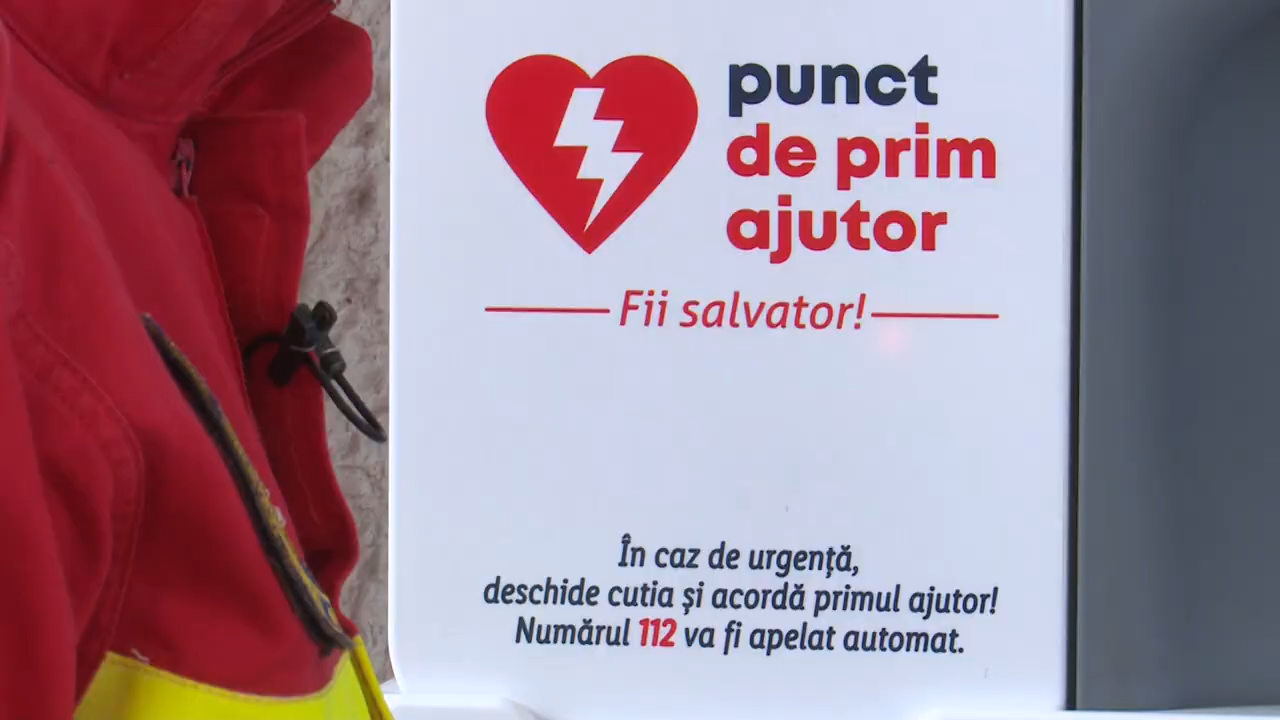 punct
de prim
ajutor
Fii salvator!
În caz de urgență,
deschide cutia și acordă primul ajutor!
Numărul 112 va fi apelat automat.